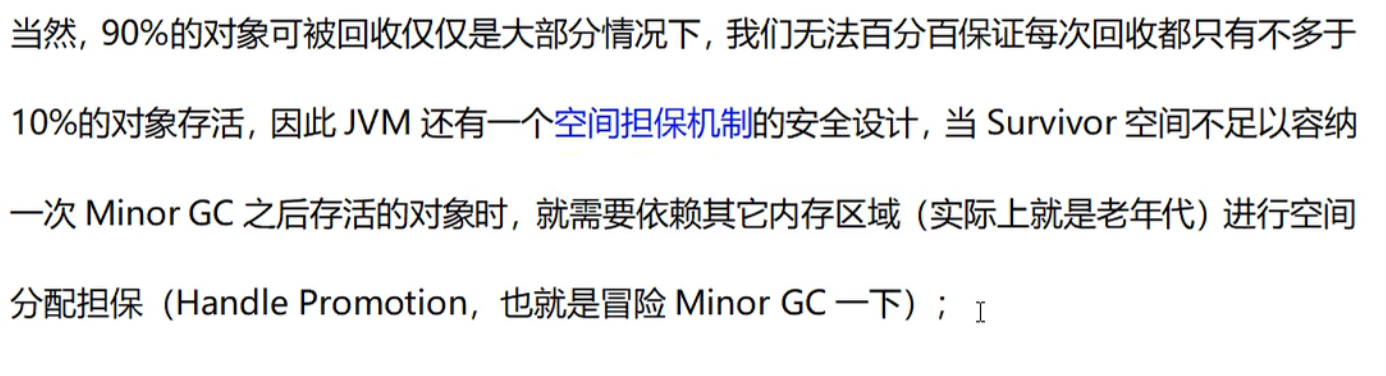 当然，90%的对象可被回收仅仅是大部分情况下，我们无法百分百保证每次回收都只有不多于
10%的对象存活，因此 JVM 还有一个空间担保机制的安全设计，当 Survivor 空间不足以容纳
一次 Minor GC 之后存活的对象时，就需要依赖其它内存区域（实际上就是老年代）进行空间
分配担保（Handle Promotion，也就是冒险 Minor GC 一下）；